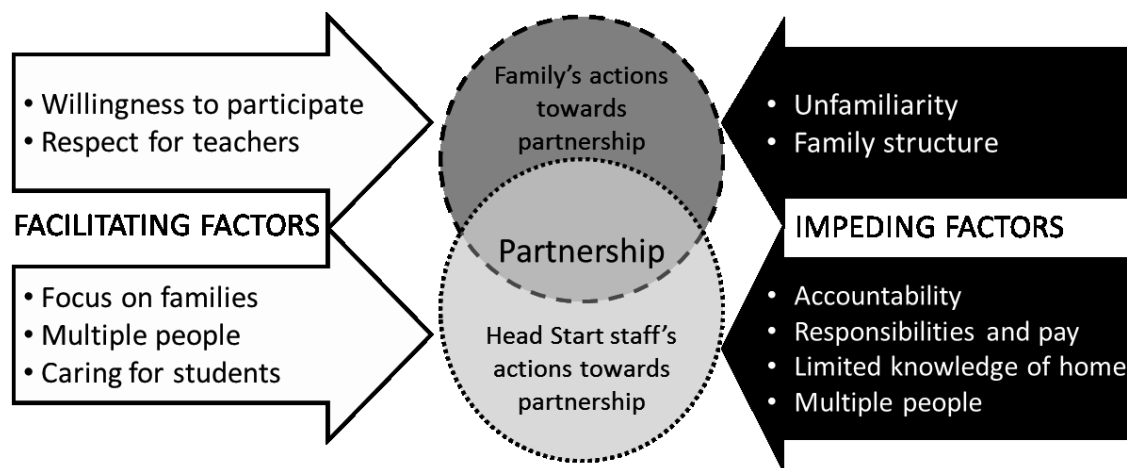 • Willingness to participate
• Respect for teachers
FACILITATING FACTORS
• Focus on families
• Multiple people
• Caring for students
Family's actions
towards
partnership
Partnership
Head Start staff's
actions towards
partnership
• Unfamiliarity
• Family structure
IMPEDING FACTORS
• Accountability
• Responsibilities and pay
• Limited knowledge of home
• Multiple people